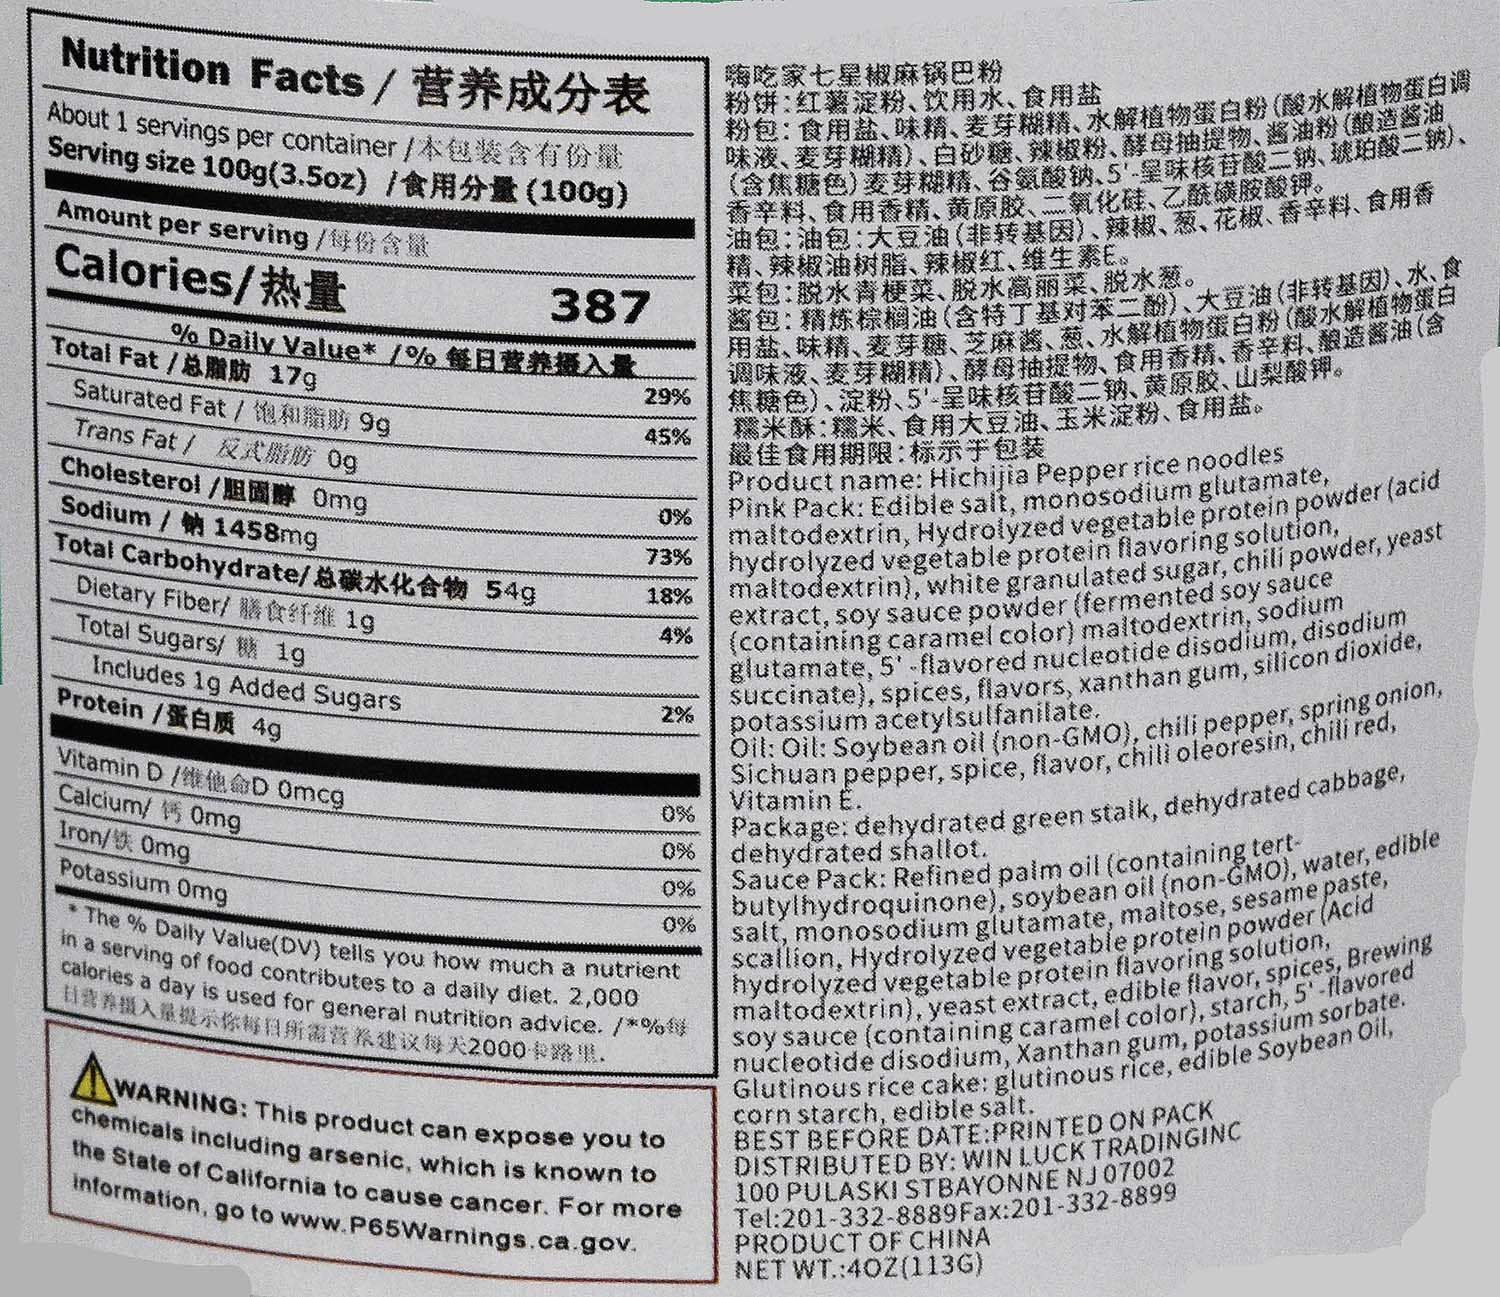 Nutrition Facts / 营养成分表
About 1 servings per container /本包装含有份量
Serving size 100g(3.5oz) /食用分量 (100g)
Amount per serving /每份含量
Calories/热量 387
% Daily Value* /% 每日营养摄入量
Total Fat /总脂肪 17g 29%
Saturated Fat / 饱和脂肪 9g 45%
Trans Fat / 反式脂肪 0g
Cholesterol /胆固醇 0mg 0%
Sodium / 钠 1458mg 73%
Total Carbohydrate/总碳水化合物 54g 18%
Dietary Fiber/ 膳食纤维 1g 4%
Total Sugars/ 糖 1g
Includes 1g Added Sugars 2%
Protein /蛋白质 4g
Vitamin D /维他命D 0mcg 0%
Calcium/ 钙 0mg 0%
Iron/铁 0mg 0%
Potassium 0mg 0%
* The % Daily Value(DV) tells you how much a nutrient
in a serving of food contributes to a daily diet. 2,000
calories a day is used for general nutrition advice. /*%每
日营养摄入量提示你每日所需营养建议每天2000卡路里.
WARNING: This product can expose you to
chemicals including arsenic, which is known to
the State of California to cause cancer. For more
information, go to www.P65Warnings.ca.gov.
嗨吃家七星椒麻锅巴粉
粉饼:红薯淀粉、饮用水、食用盐
粉包:食用盐、味精、麦芽糊精、水解植物蛋白粉(酸水解植物蛋白调
味液、麦芽糊精)、白砂糖、辣椒粉、酵母抽提物、酱油粉(酿造酱油
(含焦糖色)麦芽糊精、谷氨酸钠、5'-呈味核苷酸二钠、琥珀酸二钠)、
香辛料、食用香精、黄原胶、二氧化硅、乙酰磺胺酸钾。
油包:油包:大豆油(非转基因)、辣椒、葱、花椒、香辛料、食用香
精、辣椒油树脂、辣椒红、维生素E。
菜包:脱水青梗菜、脱水高丽菜、脱水葱。
酱包:精炼棕榈油(含特丁基对苯二酚)、大豆油(非转基因)、水、食
用盐、味精、麦芽糖、芝麻酱、葱、水解植物蛋白粉(酸水解植物蛋白
调味液、麦芽糊精)、酵母抽提物、食用香精、香辛料、酿造酱油(含
焦糖色)、淀粉、5'-呈味核苷酸二钠、黄原胶、山梨酸钾。
糯米酥:糯米、食用大豆油、玉米淀粉、食用盐。
最佳食用期限:标示于包装
Product name: Hichijia Pepper rice noodles
Pink Pack: Edible salt, monosodium glutamate,
maltodextrin, Hydrolyzed vegetable protein powder (acid
hydrolyzed vegetable protein flavoring solution,
maltodextrin), white granulated sugar, chili powder, yeast
extract, soy sauce powder (fermented soy sauce
(containing caramel color) maltodextrin, sodium
glutamate, 5' -flavored nucleotide disodium, disodium
succinate), spices, flavors, xanthan gum, silicon dioxide,
potassium acetylsulfanilate.
Oil: Oil: Soybean oil (non-GMO), chili pepper, spring onion,
Sichuan pepper, spice, flavor, chili oleoresin, chili red,
Vitamin E.
Package: dehydrated green stalk, dehydrated cabbage,
dehydrated shallot.
Sauce Pack: Refined palm oil (containing tert-
butylhydroquinone), soybean oil (non-GMO), water, edible
salt, monosodium glutamate, maltose, sesame paste,
scallion, Hydrolyzed vegetable protein powder (Acid
hydrolyzed vegetable protein flavoring solution,
maltodextrin), yeast extract, edible flavor, spices, Brewing
soy sauce (containing caramel color), starch, 5' -flavored
nucleotide disodium, Xanthan gum, potassium sorbate.
Glutinous rice cake: glutinous rice, edible Soybean Oil,
corn starch, edible salt.
BEST BEFORE DATE:PRINTED ON PACK
DISTRIBUTED BY: WIN LUCK TRADINGINC
100 PULASKI STBAYONNE NJ 07002
Tel:201-332-8889Fax:201-332-8899
PRODUCT OF CHINA
NET WT.:4OZ(113G)